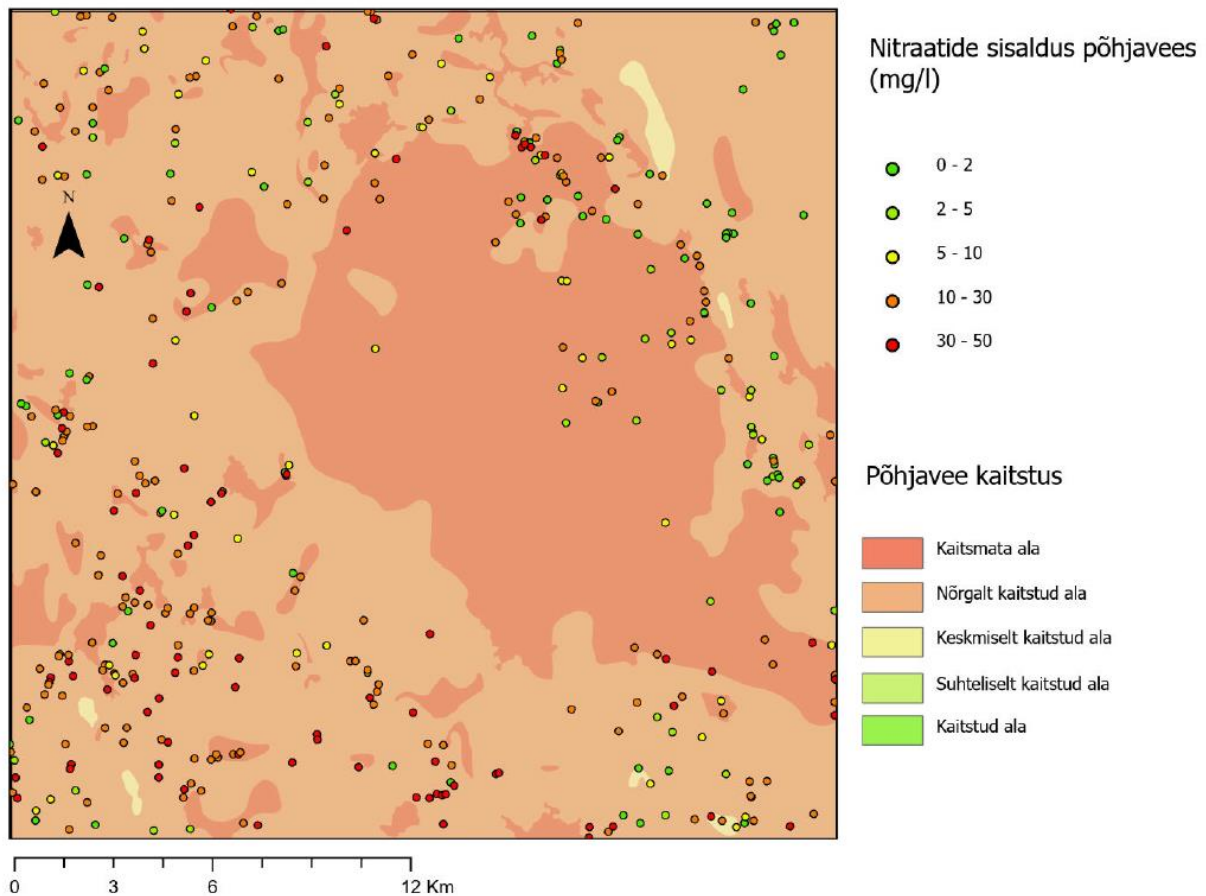 Nitraatide sisaldus põhjavees
(mg/l)
0 - 2
2 - 5
5 - 10
10 - 30
30 - 50
N
Põhjavee kaitstus
Kaitsmata ala
Nõrgalt kaitstud ala
Keskmiselt kaitstud ala
Suhteliselt kaitstud ala
Kaitstud ala
0 3 6 12 Km